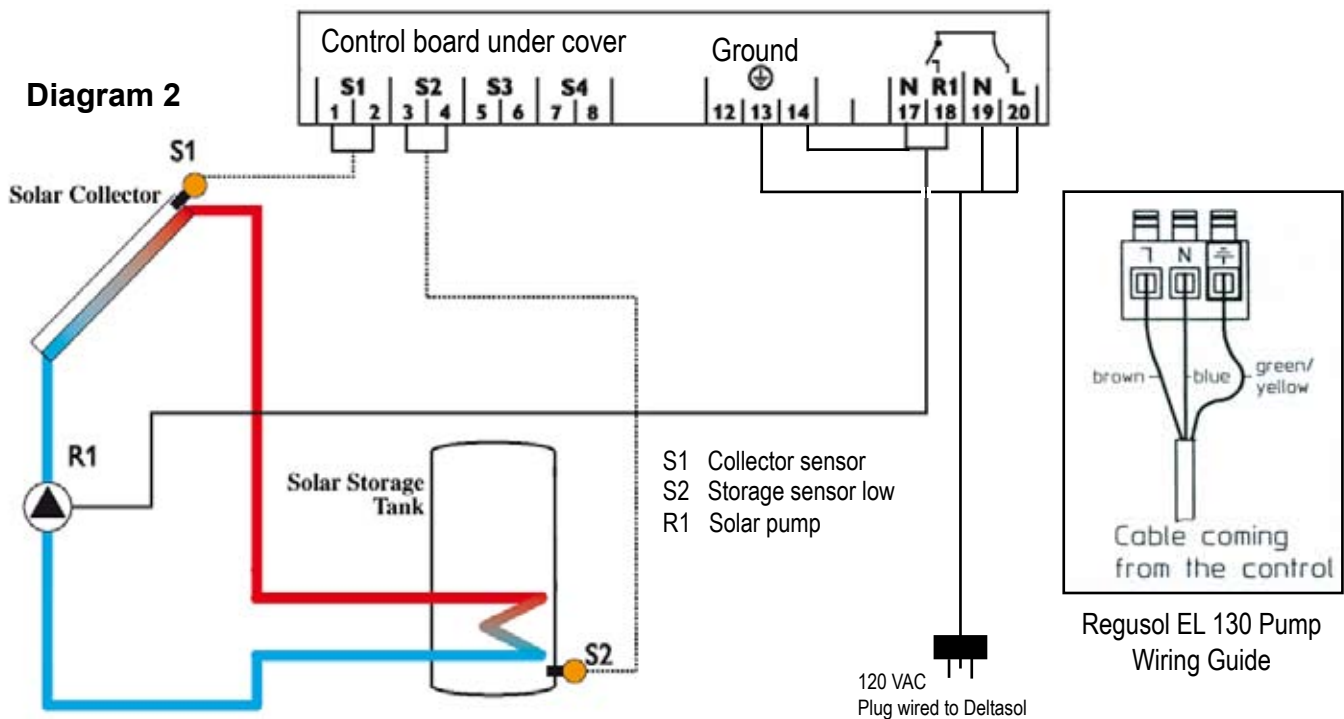 Control board under cover
Ground
Diagram 2
S1 S2 S3 S4 N R1 N L
1 2 3 4 5 6 7 8 12 13 14 17 18 19 20
S1
Solar Collector
R1
Solar Storage
Tank
S2
S1 Collector sensor
S2 Storage sensor low
R1 Solar pump
120 VAC
Plug wired to Deltasol
N
brown
blue
green/
yellow
Cable coming
from the control
Regusol EL 130 Pump
Wiring Guide